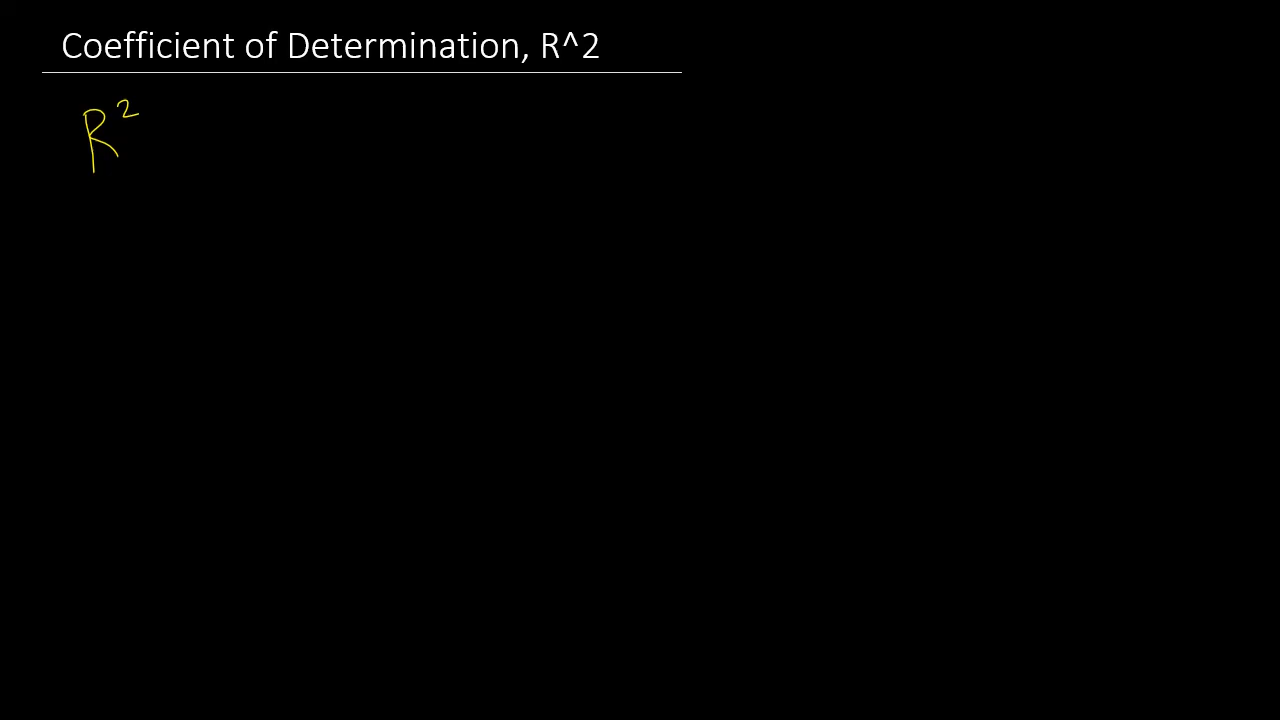 Coefficient of Determination, R^2
R²